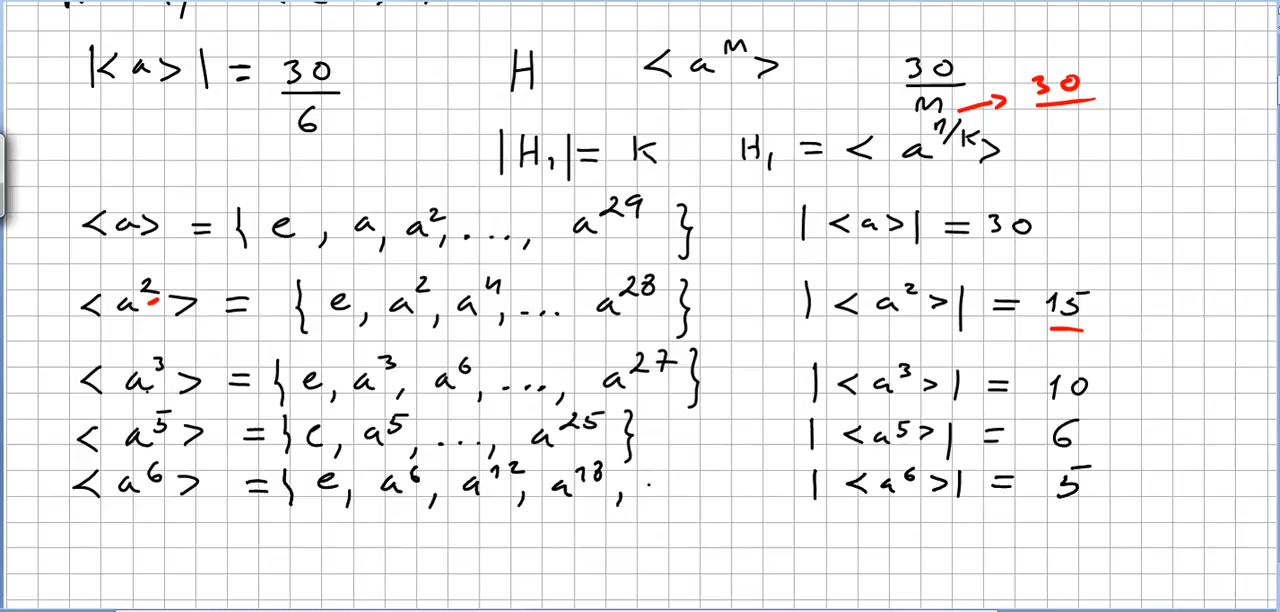 |<a>| = 30/6   H   <a^m>   30/m → 30
|H₁| = k   H₁ = <a^{n/k}>
<a> = { e, a, a², ..., a²⁹ }   |<a>| = 30
<a²> = { e, a², a⁴, ... a²⁸ }   |<a²>| = 15
<a³> = { e, a³, a⁶, ..., a²⁷ }   |<a³>| = 10
<a⁵> = { e, a⁵, ..., a²⁵ }   |<a⁵>| = 6
<a⁶> = { e, a⁶, a¹², a¹⁸, .   |<a⁶>| = 5